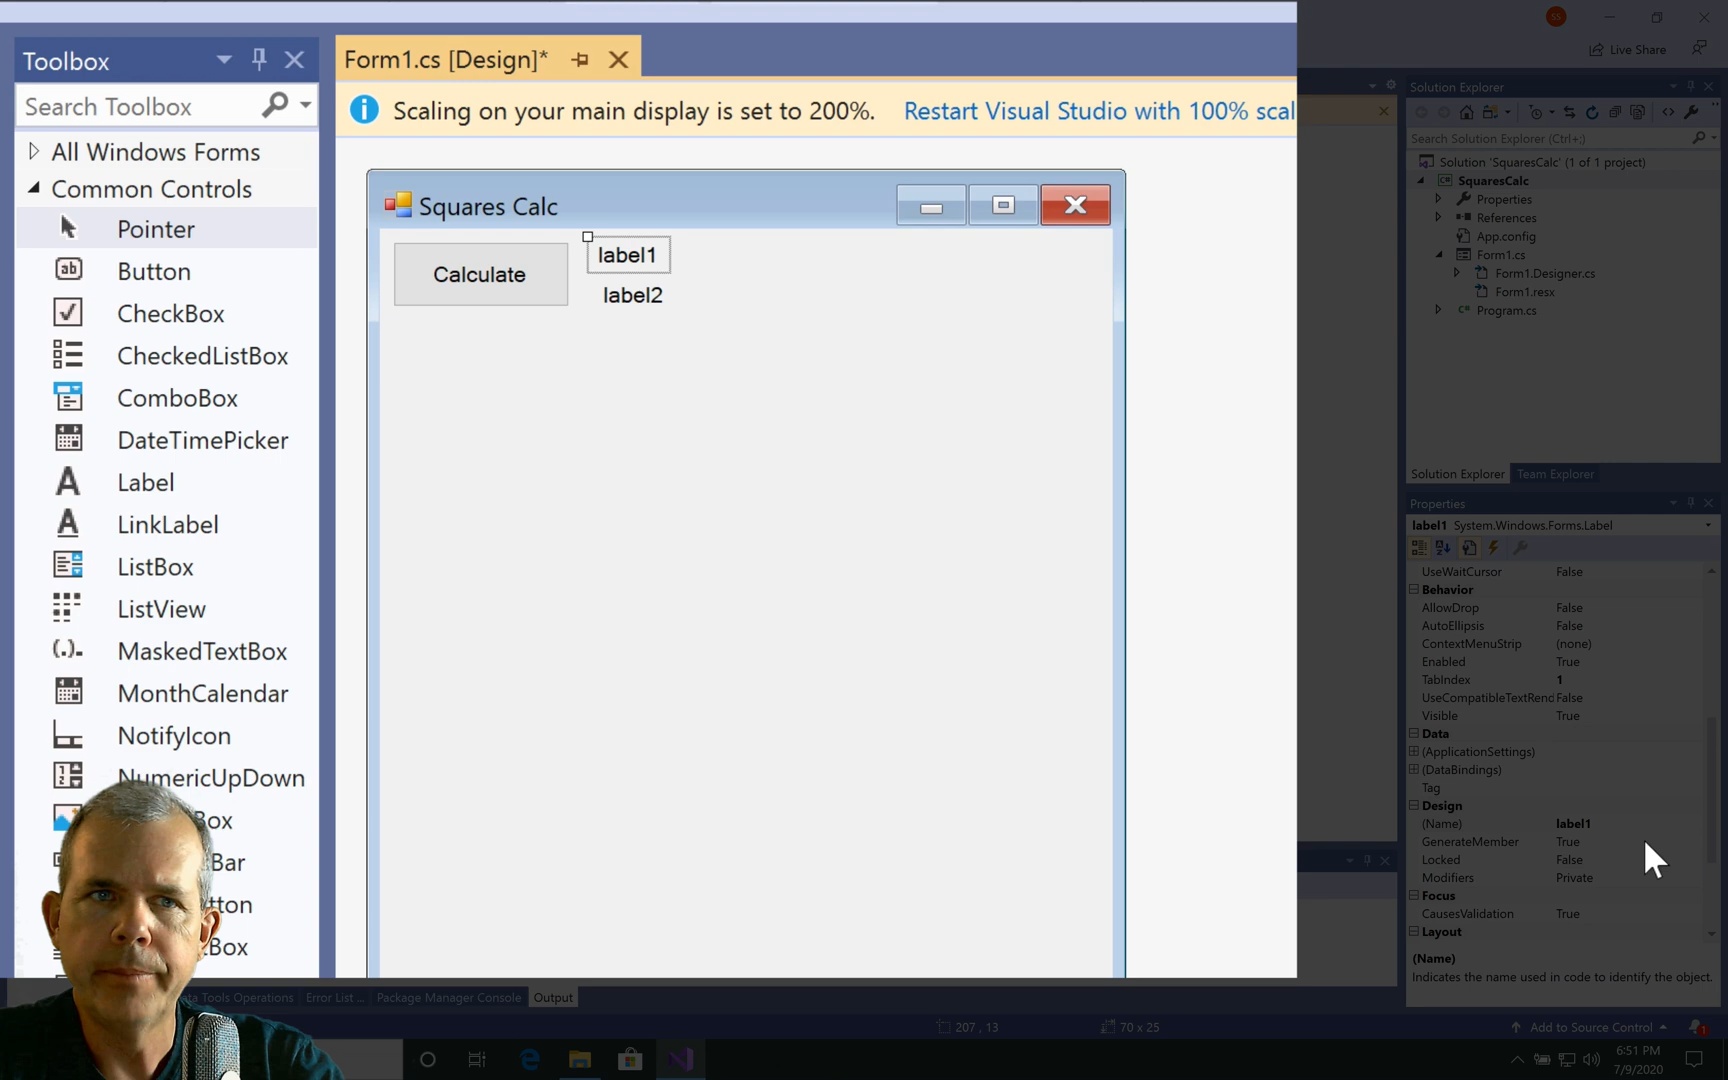 Toolbox
Search Toolbox
All Windows Forms
Common Controls
Pointer
Button
CheckBox
CheckedListBox
ComboBox
DateTimePicker
Label
LinkLabel
ListBox
ListView
MaskedTextBox
MonthCalendar
NotifyIcon
NumericUpDown
Box
Bar
tton
Box
Form1.cs [Design]*
Scaling on your main display is set to 200%. Restart Visual Studio with 100% scal
Squares Calc
Calculate
label1
label2
SS
Live Share
Solution Explorer
Search Solution Explorer (Ctrl+;)
Solution 'SquaresCalc' (1 of 1 project)
SquaresCalc
Properties
References
App.config
Form1.cs
Form1.Designer.cs
Form1.resx
Program.cs
Solution Explorer Team Explorer
Properties
label1 System.Windows.Forms.Label
UseWaitCursor False
Behavior
AllowDrop False
AutoEllipsis False
ContextMenuStrip (none)
Enabled True
TabIndex 1
UseCompatibleTextRend False
Visible True
Data
(ApplicationSettings)
(DataBindings)
Tag
Design
(Name) label1
GenerateMember True
Locked False
Modifiers Private
Focus
CausesValidation True
Layout
(Name)
Indicates the name used in code to identify the object.
ta Tools Operations Error List ... Package Manager Console Output
207 , 13 70 x 25 Add to Source Control 1
6:51 PM
7/9/2020